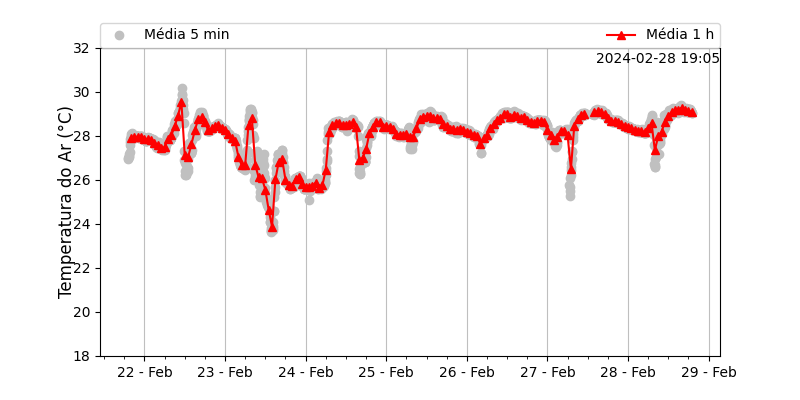 Média 5 min
Média 1 h
2024-02-28 19:05
Temperatura do Ar (°C)
32
30
28
26
24
22
20
18
22 - Feb
23 - Feb
24 - Feb
25 - Feb
26 - Feb
27 - Feb
28 - Feb
29 - Feb